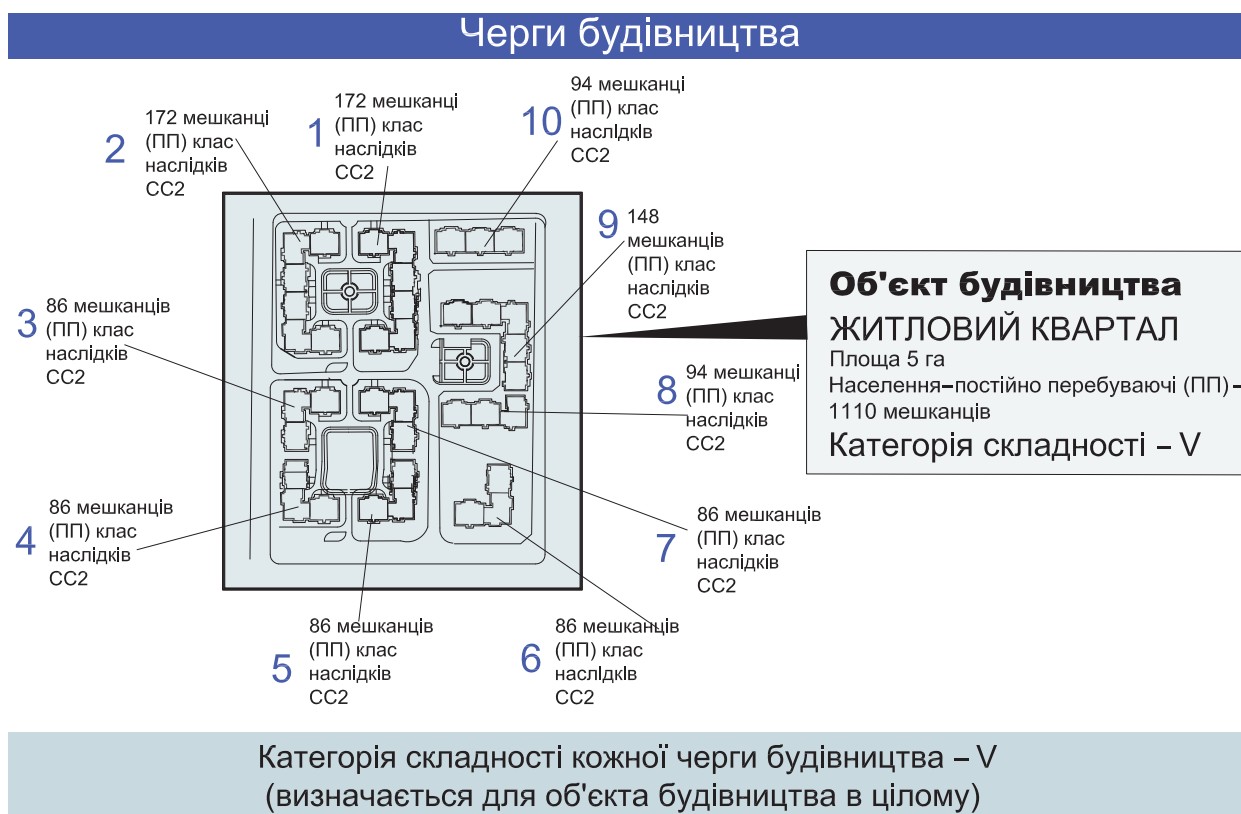 Черги будівництва
1
172 мешканці
(ПП) клас
наслідків
СС2
2
172 мешканці
(ПП) клас
наслідків
СС2
3
86 мешканців
(ПП) клас
наслідків
СС2
4
86 мешканців
(ПП) клас
наслідків
СС2
5
86 мешканців
(ПП) клас
наслідків
СС2
6
86 мешканців
(ПП) клас
наслідків
СС2
7
86 мешканців
(ПП) клас
наслідків
СС2
8
94 мешканці
(ПП) клас
наслідків
СС2
9
148
мешканців
(ПП) клас
наслідків
СС2
10
94 мешканці
(ПП) клас
наслідків
СС2
Об'єкт будівництва
ЖИТЛОВИЙ КВАРТАЛ
Площа 5 га
Населення–постійно перебуваючі (ПП) –
1110 мешканців
Категорія складності – V
Категорія складності кожної черги будівництва – V
(визначається для об'єкта будівництва в цілому)